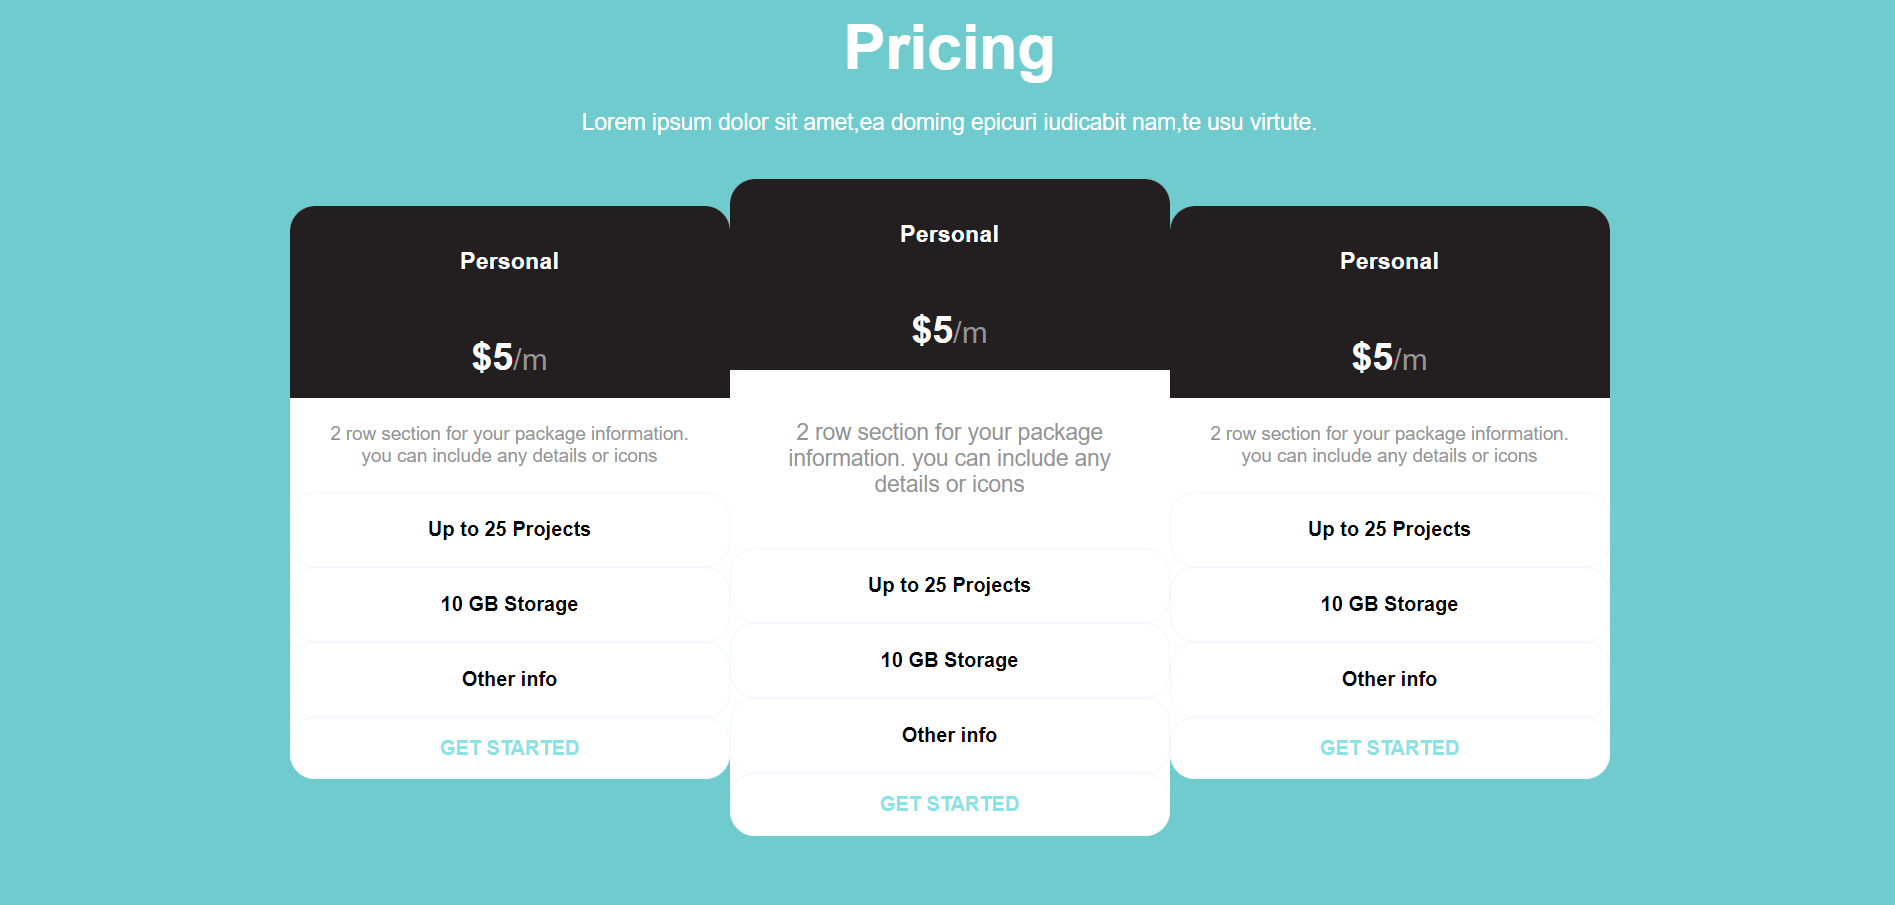 Pricing
Lorem ipsum dolor sit amet,ea doming epicuri iudicabit nam,te usu virtute.
Personal
$5/m
2 row section for your package information.
you can include any details or icons
Up to 25 Projects
10 GB Storage
Other info
GET STARTED
Personal
$5/m
2 row section for your package
information. you can include any
details or icons
Up to 25 Projects
10 GB Storage
Other info
GET STARTED
Personal
$5/m
2 row section for your package information.
you can include any details or icons
Up to 25 Projects
10 GB Storage
Other info
GET STARTED